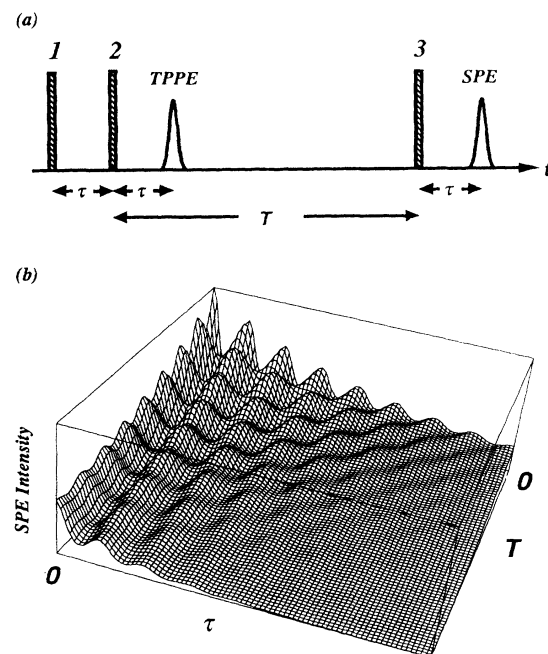 (a)
1 2 TPPE 3 SPE
τ τ τ t
T
(b)
SPE Intensity
0
0
T
τ